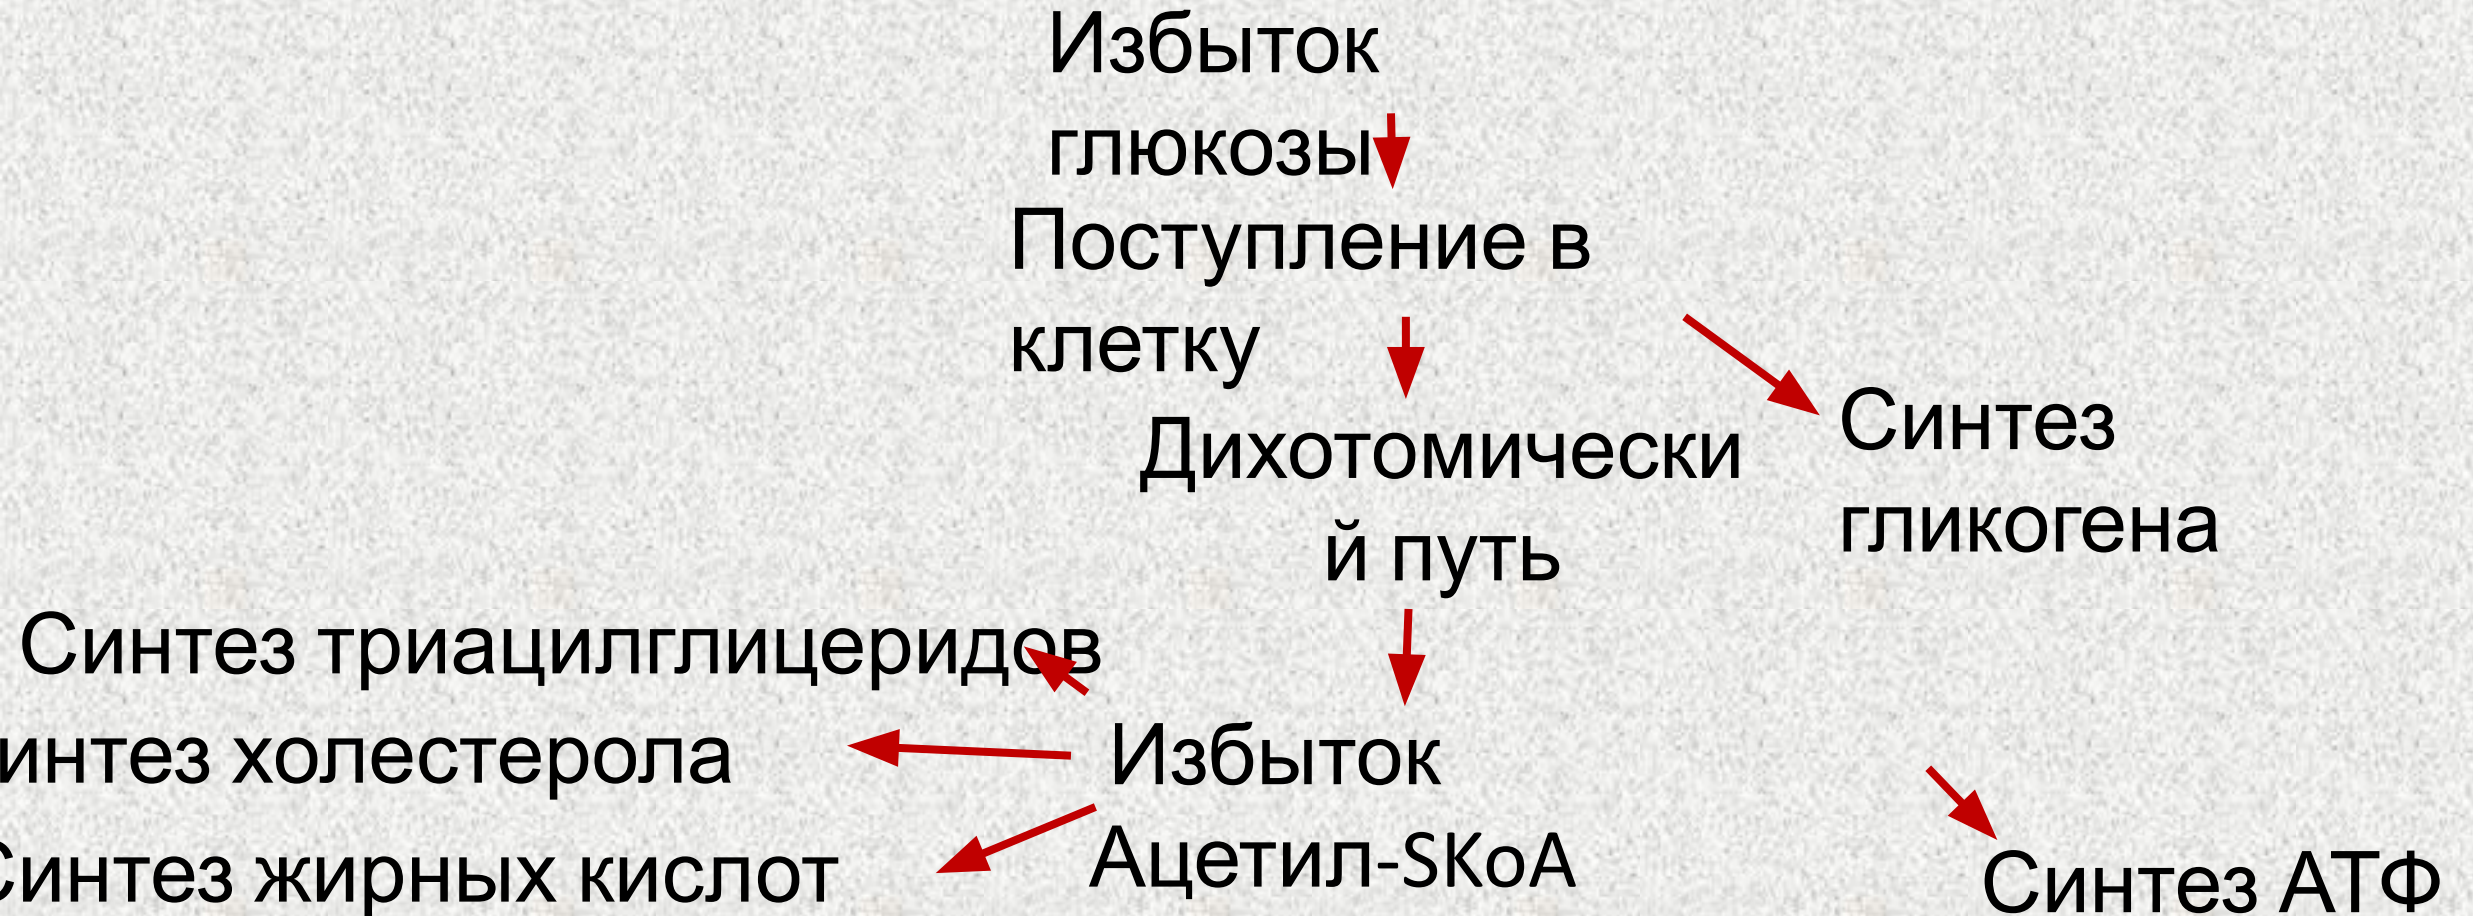 Избыток
глюкозы
Поступление в
клетку
Дихотомически
й путь
Синтез
гликогена
Синтез триацилглицеридов
интез холестерола
Избыток
Ацетил-SKoA
Синтез жирных кислот
Синтез АТФ